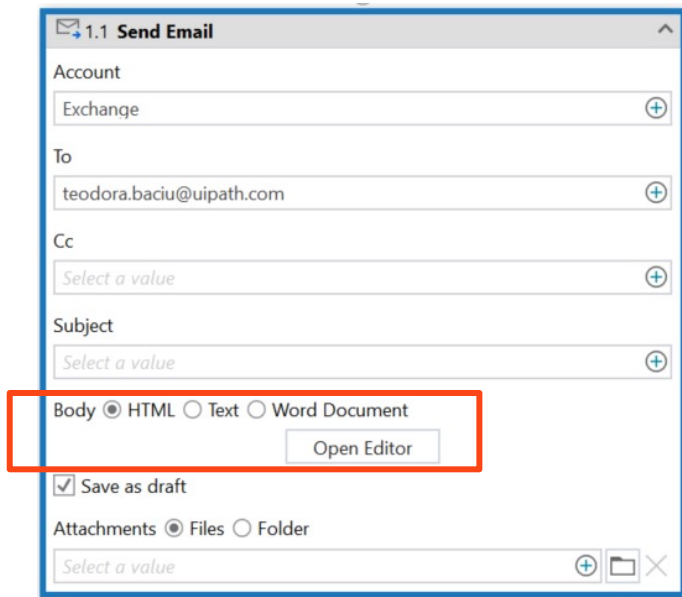 1.1 Send Email
Account
Exchange
To
teodora.baciu@uipath.com
Cc
Select a value
Subject
Select a value
Body HTML Text Word Document
Open Editor
Save as draft
Attachments Files Folder
Select a value